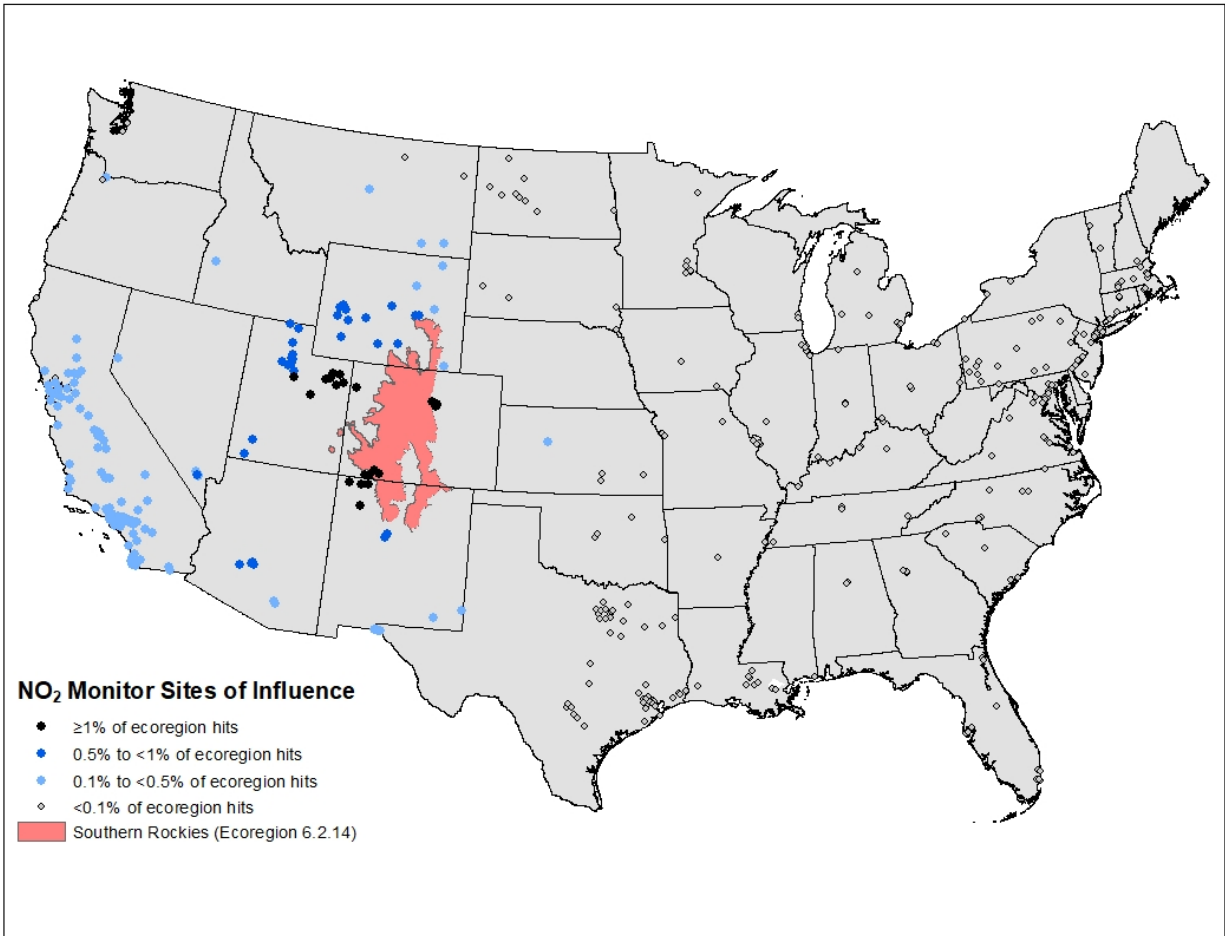 NO₂ Monitor Sites of Influence
≥1% of ecoregion hits
0.5% to <1% of ecoregion hits
0.1% to <0.5% of ecoregion hits
<0.1% of ecoregion hits
Southern Rockies (Ecoregion 6.2.14)